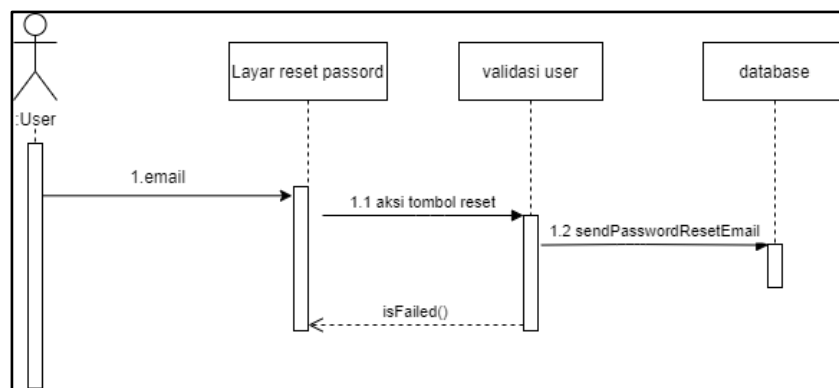 Layar reset passord
validasi user
database
:User
1.email
1.1 aksi tombol reset
1.2 sendPasswordResetEmail
isFailed()